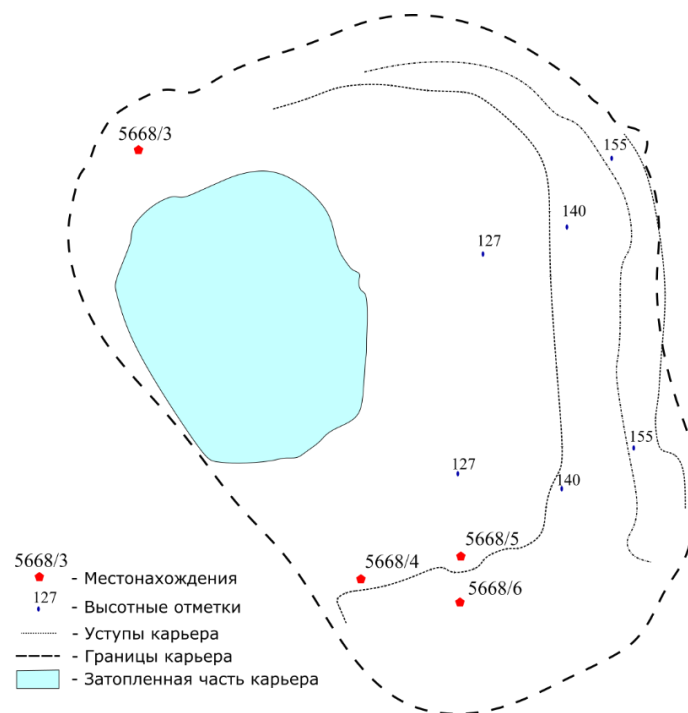 5668/3
155
140
127
155
127
140
5668/5
5668/4
5668/6
5668/3 - Местонахождения
127 - Высотные отметки
- Уступы карьера
- Границы карьера
- Затопленная часть карьера